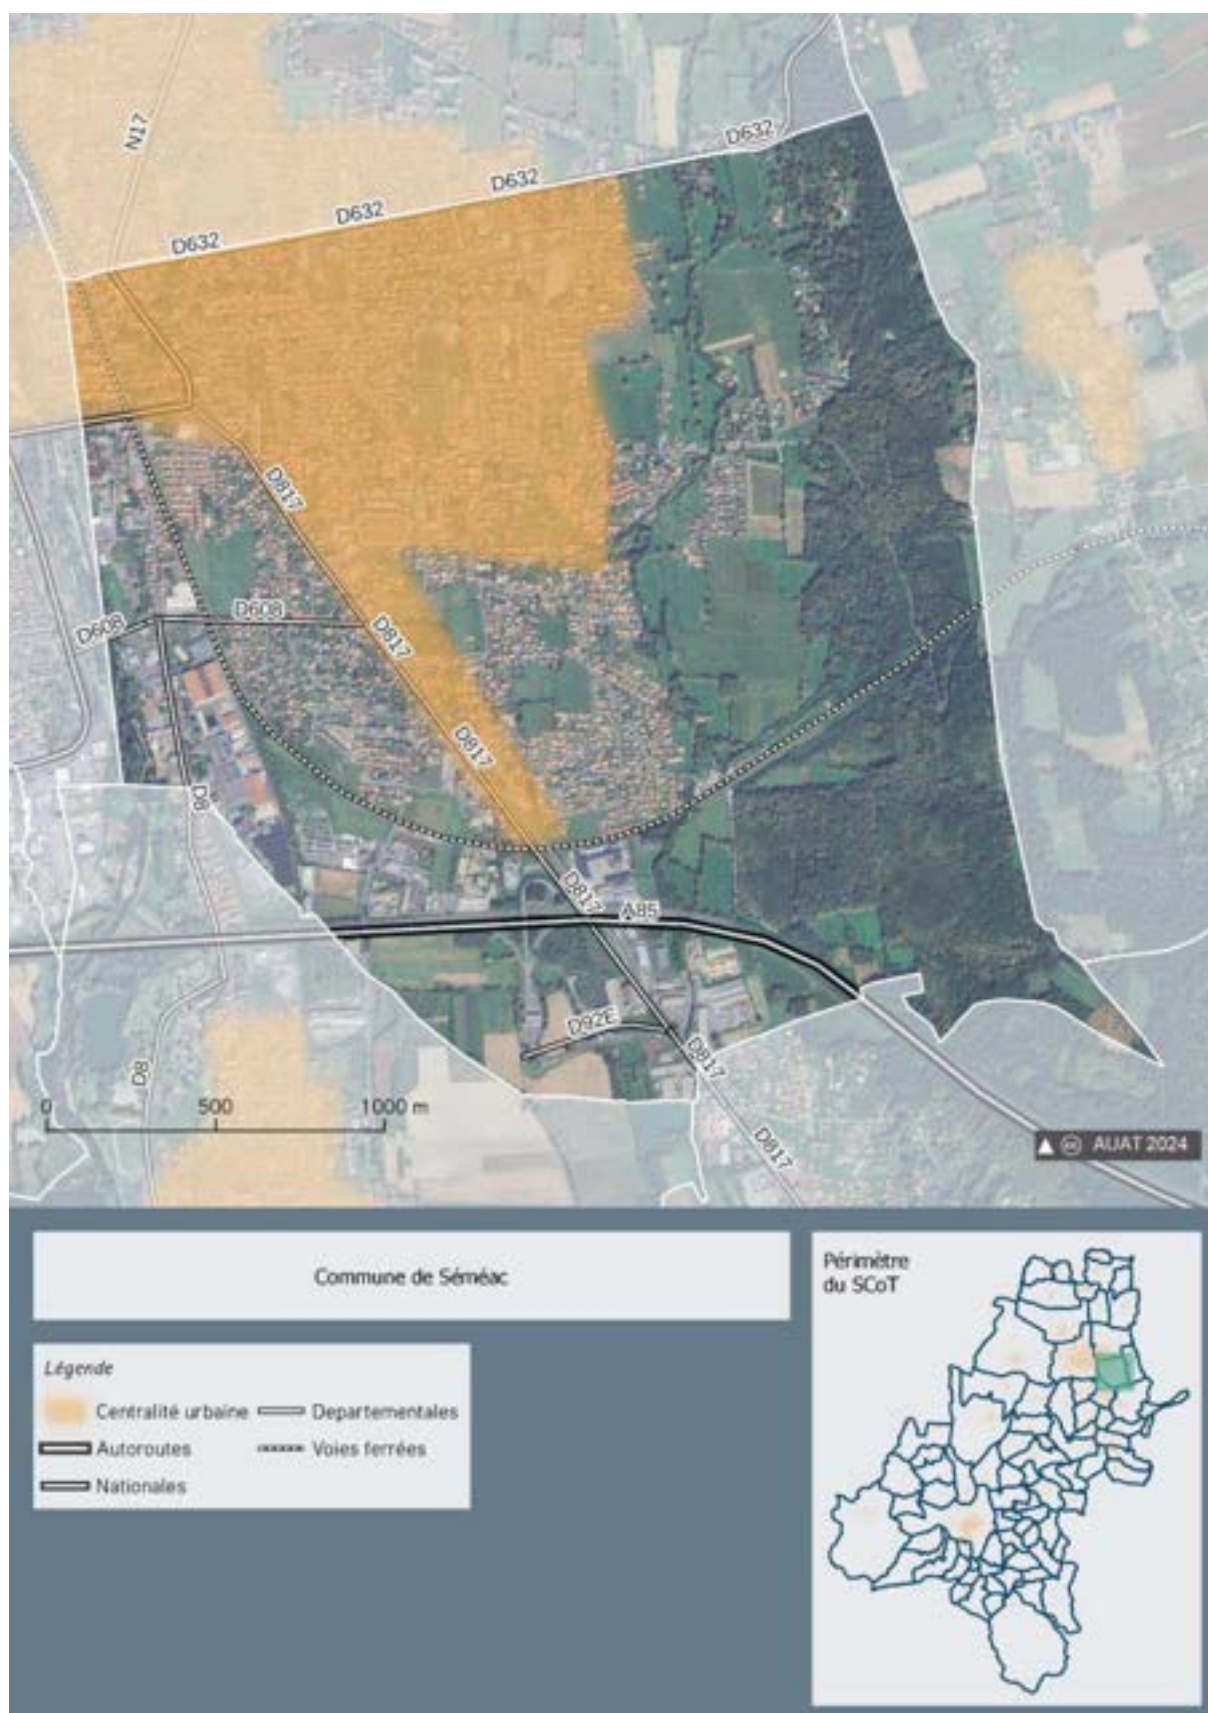 N17
D632
D632
D632
D632
D817
D608
D608
D817
D817
D8
D817
A85
D92E
D817
D8
0 500 1000 m
D817
AUAT 2024
Commune de Séméac
Périmètre
du SCoT
Légende
Centralité urbaine Departementales
Autoroutes Voies ferrées
Nationales